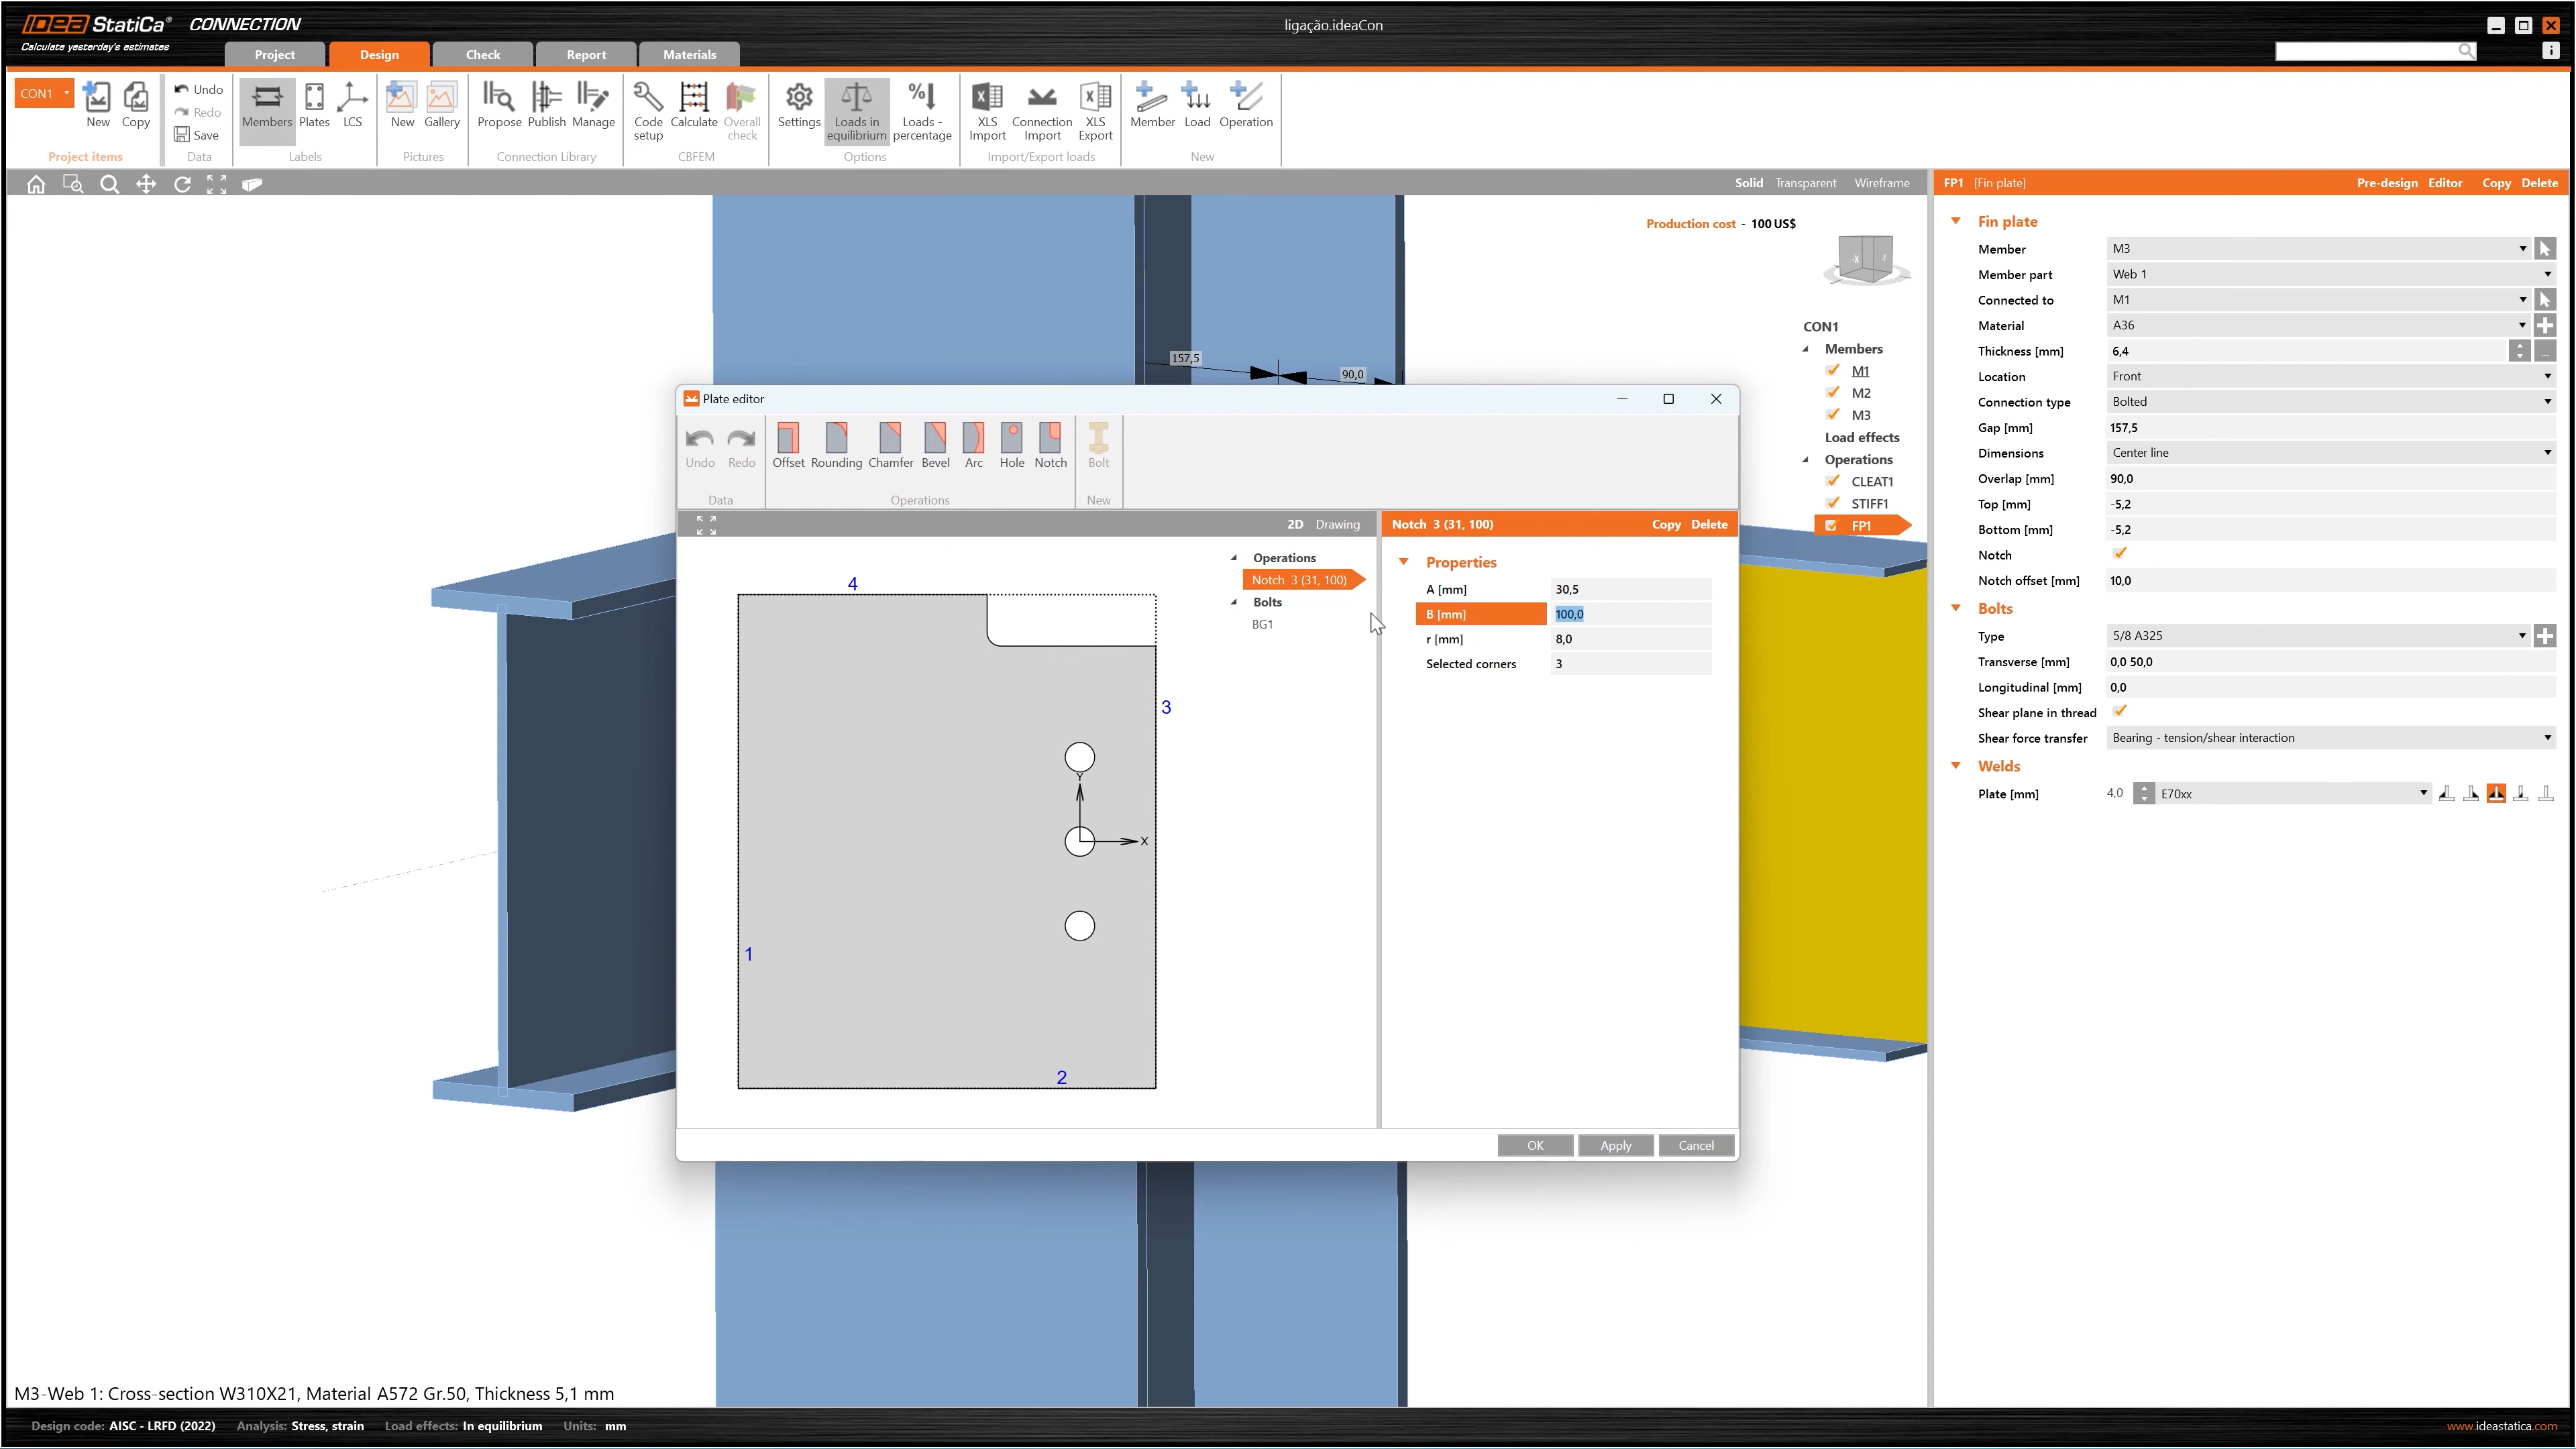 IDEA StatiCa® CONNECTION
Calculate yesterday's estimates
ligação.ideaCon
Project
Design
Check
Report
Materials
CON1
New
Copy
Project items
Undo
Redo
Save
Data
Members
Plates
LCS
Labels
New
Gallery
Pictures
Propose
Publish
Manage
Connection Library
Code setup
Calculate
Overall check
CBFEM
Settings
Loads in equilibrium
Loads - percentage
Options
XLS Import
Connection Import
XLS Export
Import/Export loads
Member
Load
Operation
New
Solid
Transparent
Wireframe
Production cost - 100 US$
-X
157,5
90,0
CON1
Members
M1
M2
M3
Load effects
Operations
CLEAT1
STIFF1
FP1
Plate editor
Undo
Redo
Data
Offset
Rounding
Chamfer
Bevel
Arc
Hole
Notch
Operations
Bolt
New
2D
Drawing
4
3
1
2
Y
X
Operations
Notch 3 (31, 100)
Bolts
BG1
Notch 3 (31, 100)
Copy
Delete
Properties
A [mm] 30,5
B [mm] 100,0
r [mm] 8,0
Selected corners 3
OK
Apply
Cancel
FP1 [Fin plate]
Pre-design
Editor
Copy
Delete
Fin plate
Member M3
Member part Web 1
Connected to M1
Material A36
Thickness [mm] 6,4
...
Location Front
Connection type Bolted
Gap [mm] 157,5
Dimensions Center line
Overlap [mm] 90,0
Top [mm] -5,2
Bottom [mm] -5,2
Notch
Notch offset [mm] 10,0
Bolts
Type 5/8 A325
Transverse [mm] 0,0 50,0
Longitudinal [mm] 0,0
Shear plane in thread
Shear force transfer Bearing - tension/shear interaction
Welds
Plate [mm] 4,0 E70xx
M3-Web 1: Cross-section W310X21, Material A572 Gr.50, Thickness 5,1 mm
Design code: AISC - LRFD (2022) Analysis: Stress, strain Load effects: In equilibrium Units: mm
www.ideastatica.com